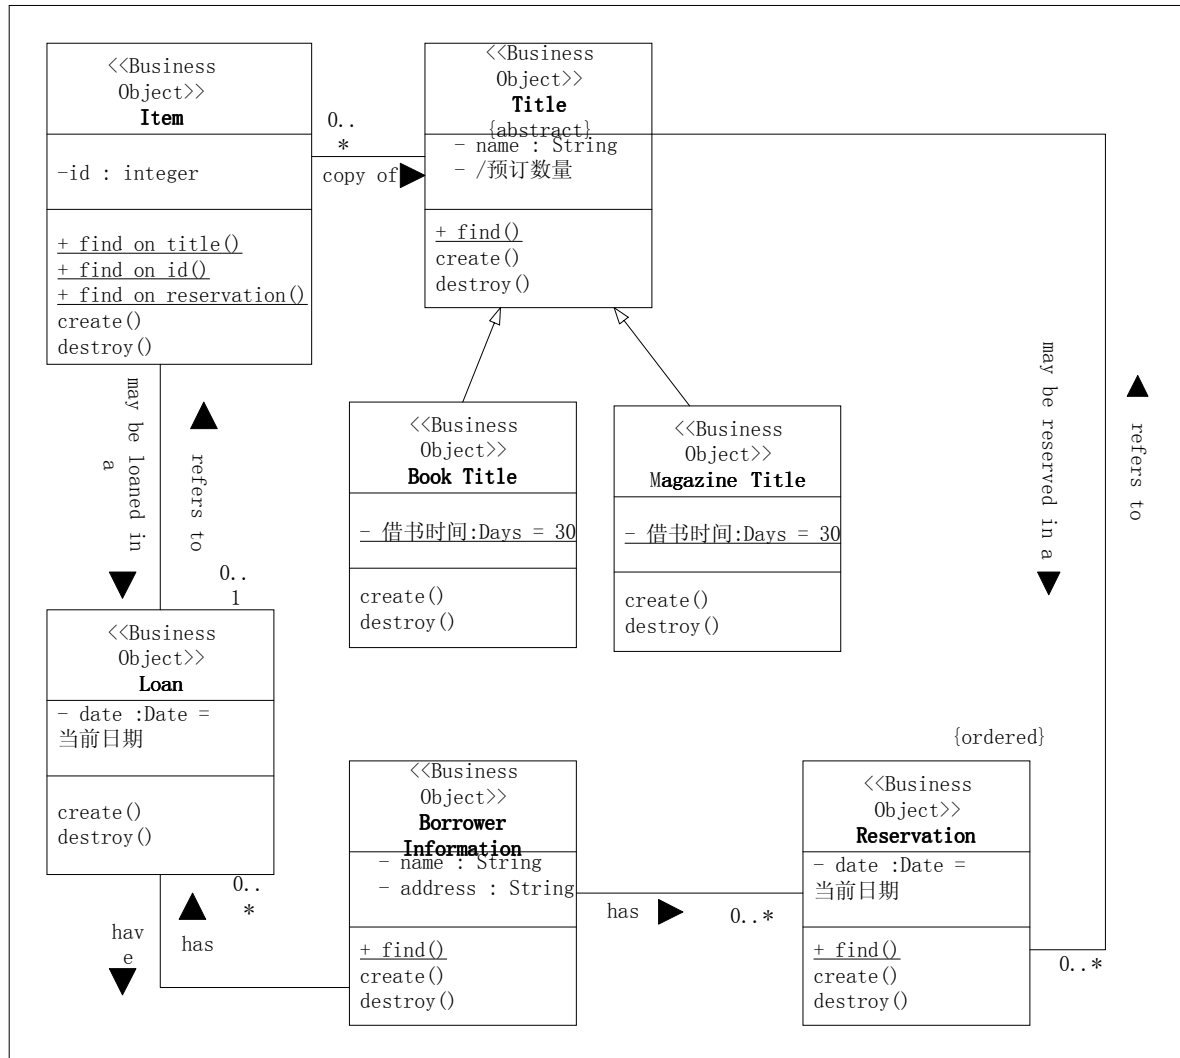 <<Business
Object>>
Item
-id : integer
+ find on title()
+ find on id()
+ find on reservation()
create()
destroy()
0..
*
copy of
<<Business
Object>>
Title
{abstract}
- name : String
- /预订数量
+ find()
create()
destroy()
<<Business
Object>>
Book Title
- 借书时间:Days = 30
create()
destroy()
<<Business
Object>>
Magazine Title
- 借书时间:Days = 30
create()
destroy()
may be loaned in
a
refers to
0..
1
may be reserved in a
refers to
<<Business
Object>>
Loan
- date :Date =
当前日期
create()
destroy()
0..
*
hav
e
has
<<Business
Object>>
Borrower
Information
- name : String
- address : String
+ find()
create()
destroy()
has
0..*
{ordered}
<<Business
Object>>
Reservation
- date :Date =
当前日期
+ find()
create()
destroy()
0..*